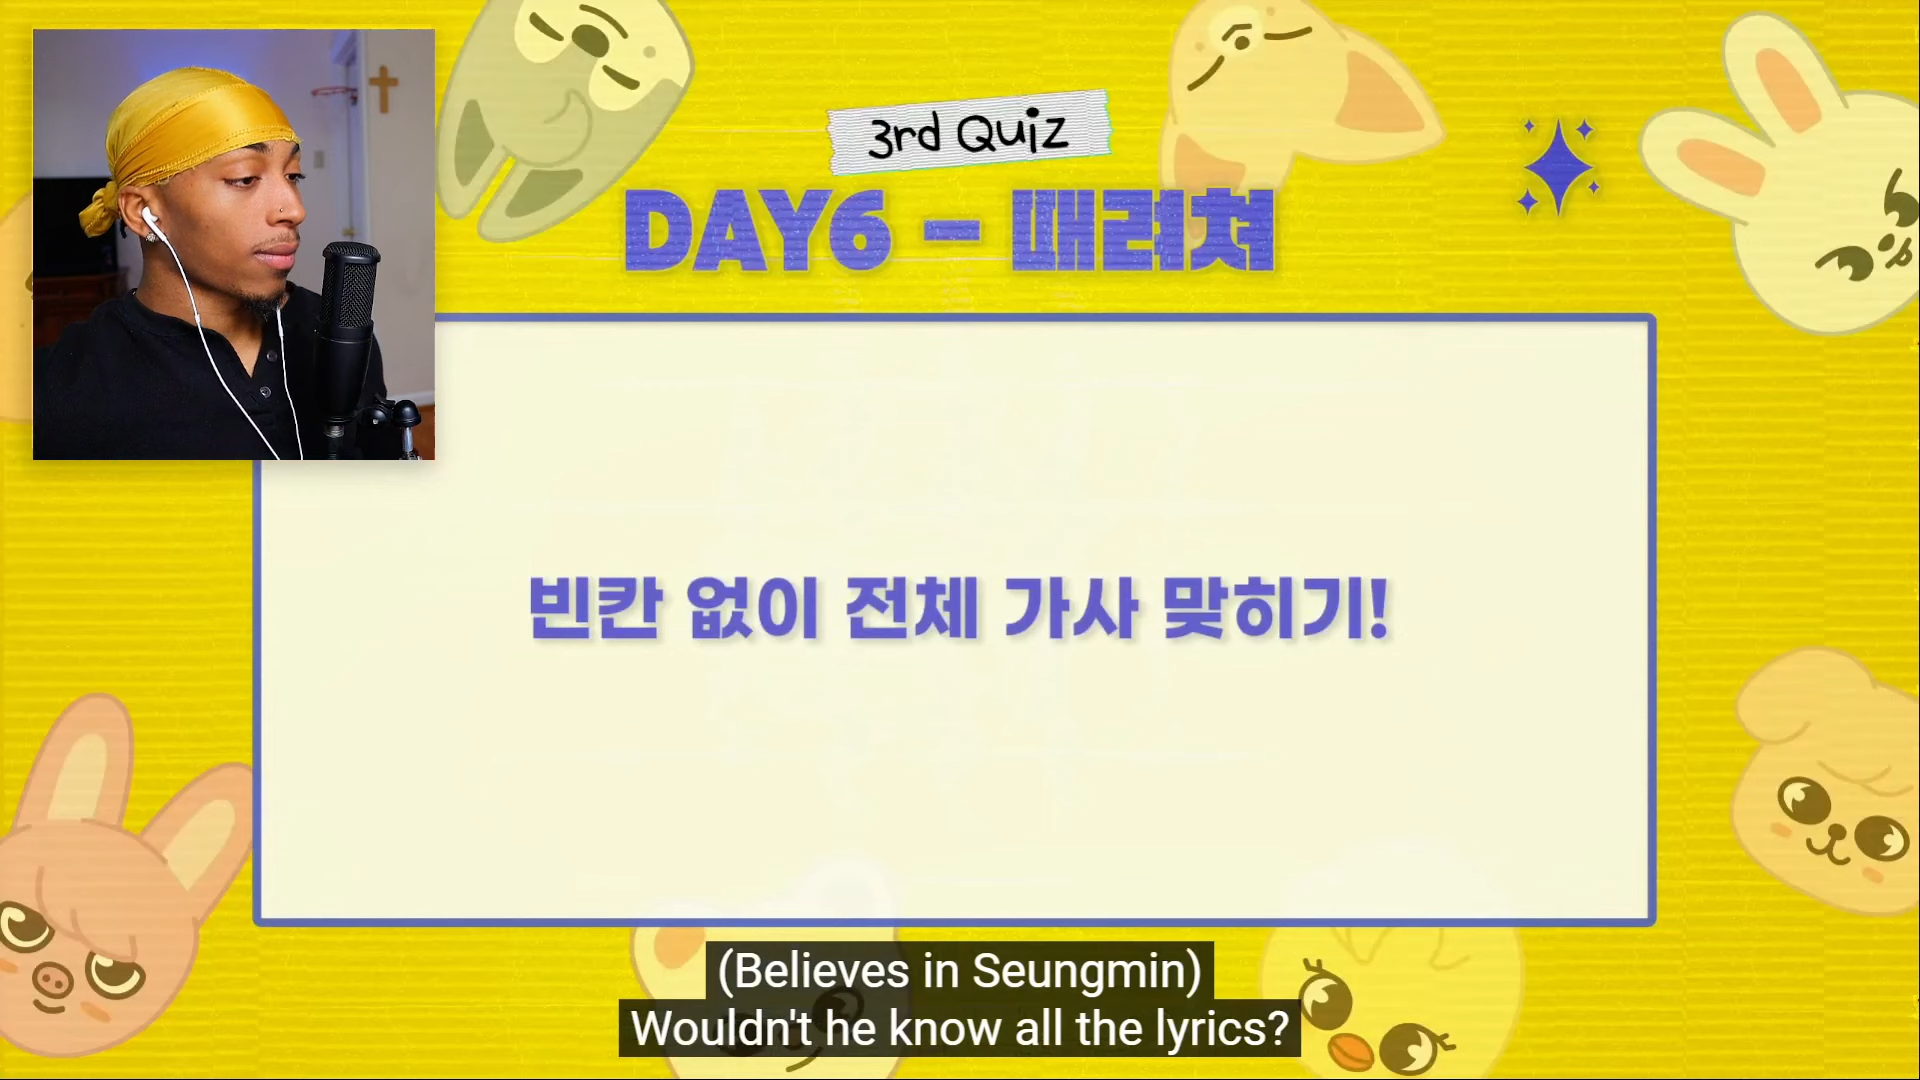 3rd Quiz
DAY6 - 때려쳐
빈칸 없이 전체 가사 맞히기!
(Believes in Seungmin)
Wouldn't he know all the lyrics?